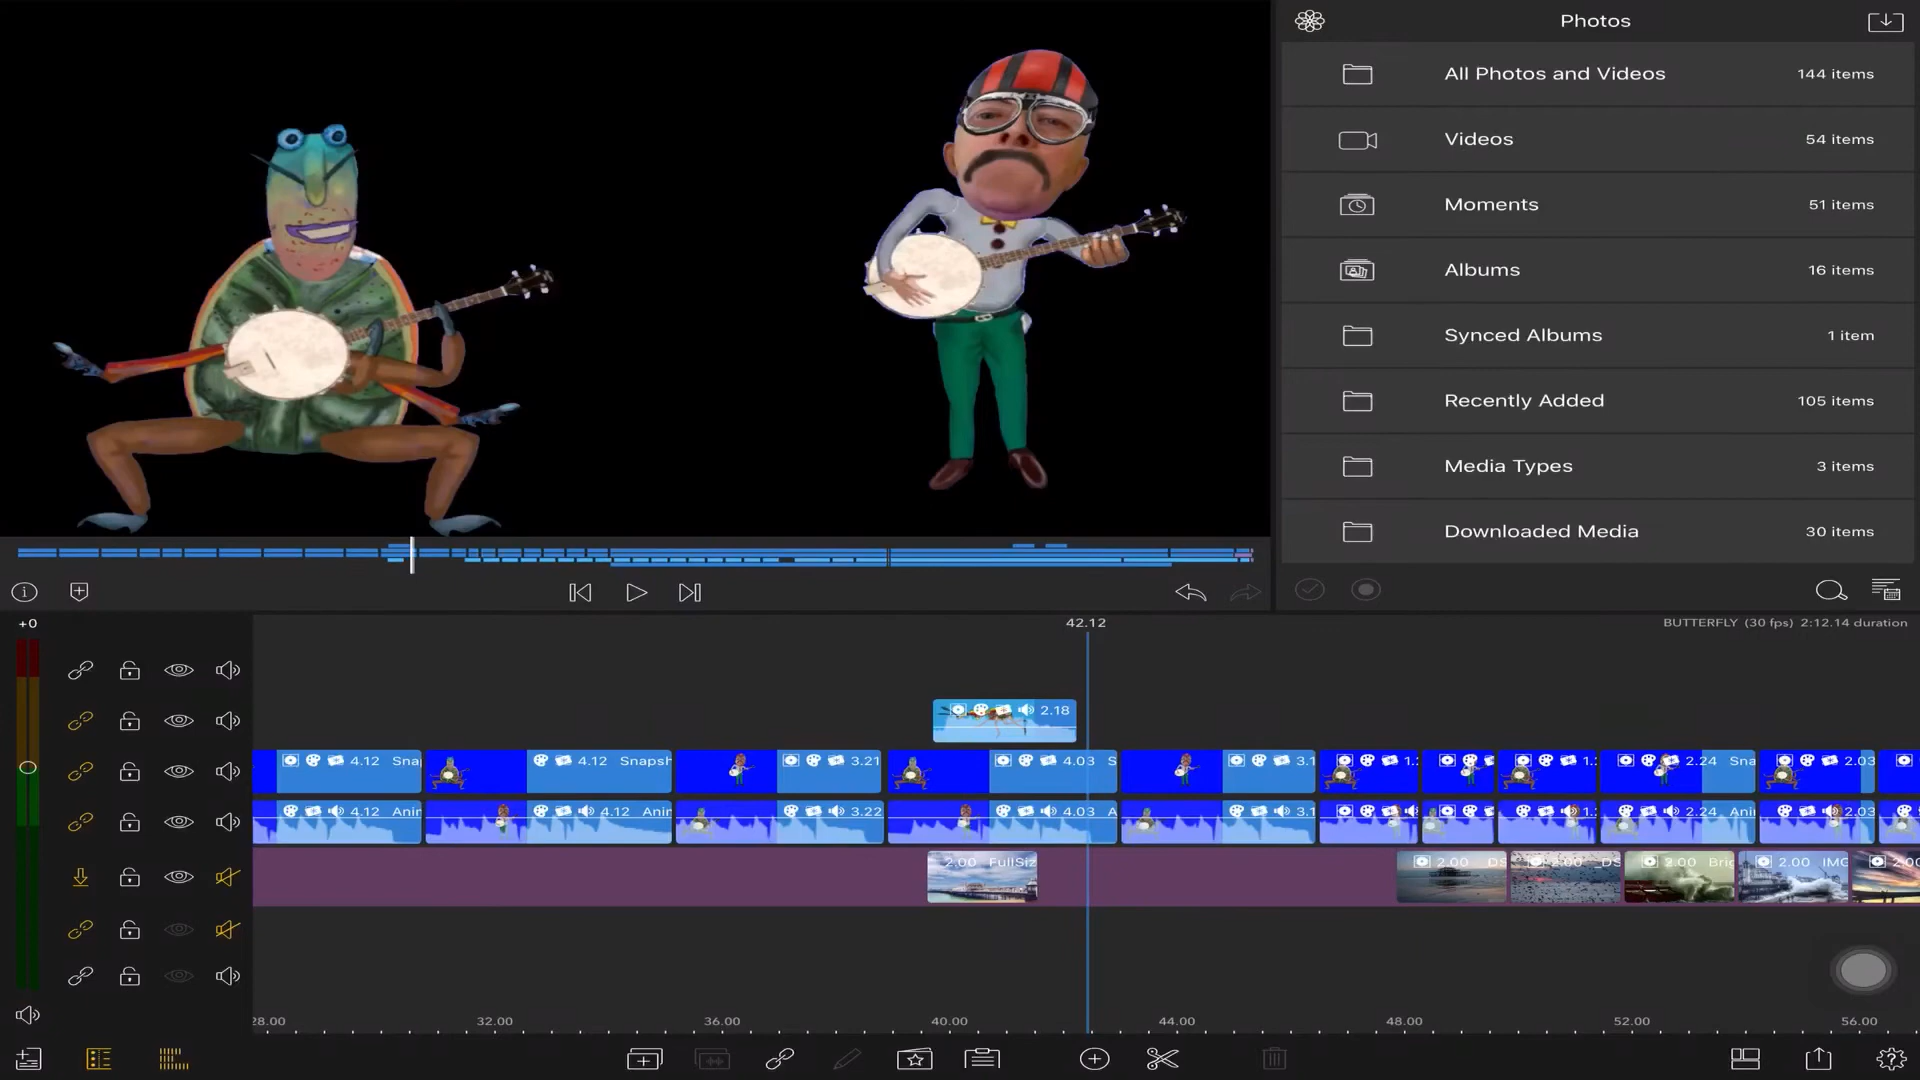 Photos
All Photos and Videos 144 items
Videos 54 items
Moments 51 items
Albums 16 items
Synced Albums 1 item
Recently Added 105 items
Media Types 3 items
Downloaded Media 30 items
+0
42.12
BUTTERFLY (30 fps) 2:12.14 duration
2.18
4.12 Sna
4.12 Snapsh
3.21
4.03 S
3.1
1.
2.24 Sna
2.03
4.12 Anir
4.12 Anir
3.22
4.03 A
3.1
1.
2.24 Ani
2.03
2.00 FullSiz
2.00 DS
2.00 _DS
2.00 Brig
2.00 IMG
2.00
28.00 32.00 36.00 40.00 44.00 48.00 52.00 56.00